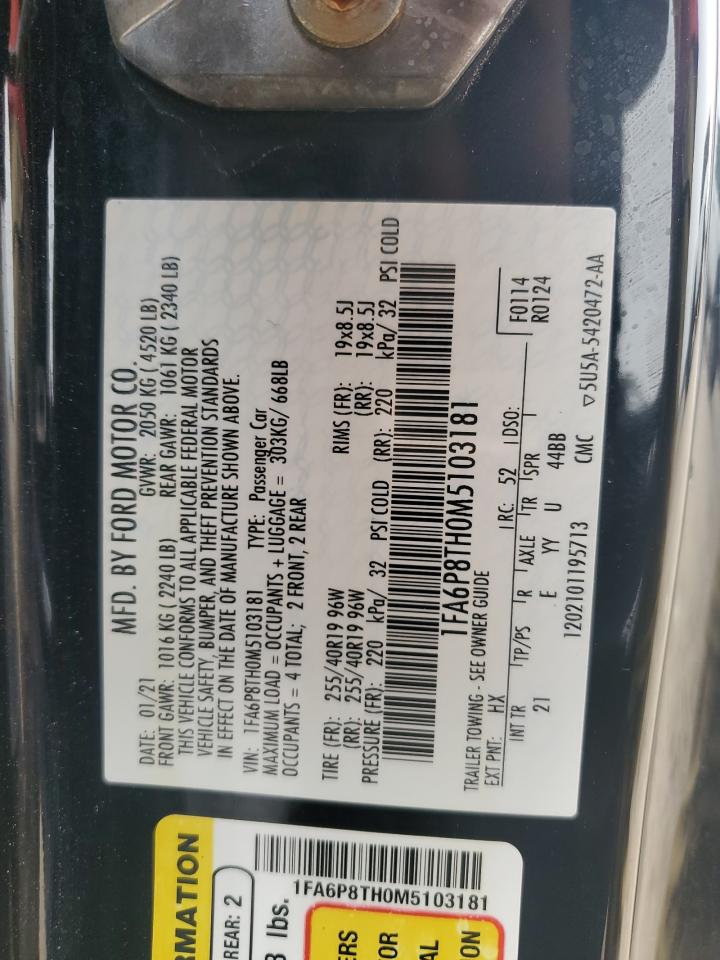 MFD. BY FORD MOTOR CO.
DATE: 01/21 GVWR: 2050 KG ( 4520 LB)
FRONT GAWR: 1016 KG ( 2240 LB) REAR GAWR: 1061 KG ( 2340 LB)
THIS VEHICLE CONFORMS TO ALL APPLICABLE FEDERAL MOTOR
VEHICLE SAFETY, BUMPER, AND THEFT PREVENTION STANDARDS
IN EFFECT ON THE DATE OF MANUFACTURE SHOWN ABOVE.
VIN: 1FA6P8TH0M5103181 TYPE: Passenger Car
MAXIMUM LOAD = OCCUPANTS + LUGGAGE = 303KG/ 668LB
OCCUPANTS = 4 TOTAL; 2 FRONT, 2 REAR
TIRE (FR): 255/40R19 96W RIMS (FR): 19x8.5J
(RR): 255/40R19 96W (RR): 19x8.5J
PRESSURE (FR): 220 kPa/ 32 PSI COLD (RR): 220 kPa/ 32 PSI COLD
1FA6P8TH0M5103181
TRAILER TOWING - SEE OWNER GUIDE
EXT PNT: HX RC: 52 DSO:
INT TR TP/PS R AXLE TR SPR F0114
21 E YY U 44BB R0124
1202101195713 CMC
▽5U5A-5420472-AA
RMATION
REAR: 2
1FA6P8TH0M5103181
lbs.
ERS
OR
AL
ON